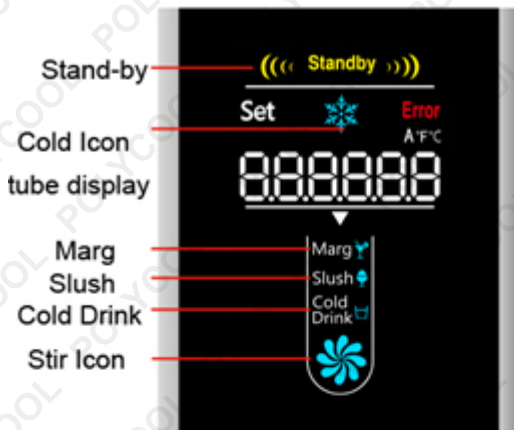 Stand-by
((( Standby )))
Set
Error
Cold Icon
A °F °C
tube display
8.8.8.8.8.8
Marg
Marg
Slush
Slush
Cold Drink
Cold
Drink
Stir Icon
POLYCOOL